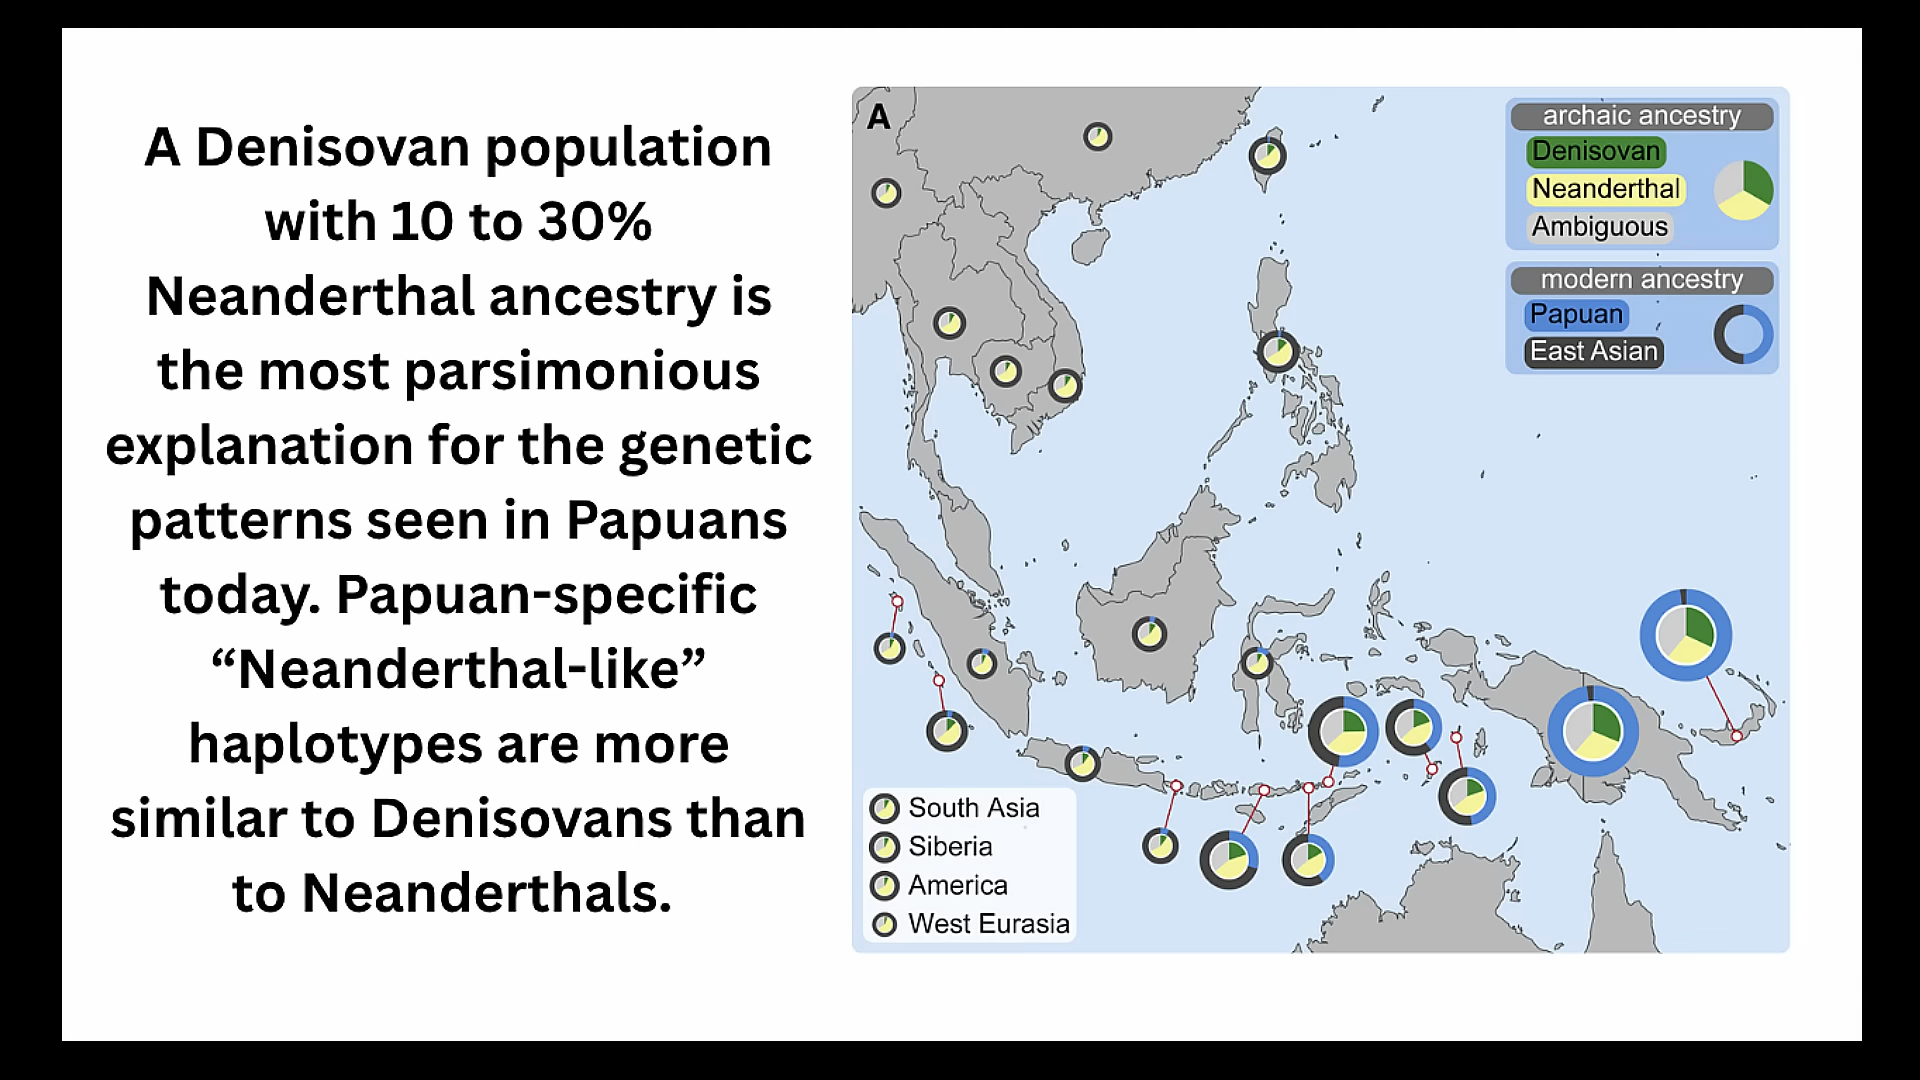 A Denisovan population
with 10 to 30%
Neanderthal ancestry is
the most parsimonious
explanation for the genetic
patterns seen in Papuans
today. Papuan-specific
“Neanderthal-like”
haplotypes are more
similar to Denisovans than
to Neanderthals.
A
archaic ancestry
Denisovan
Neanderthal
Ambiguous
modern ancestry
Papuan
East Asian
South Asia
Siberia
America
West Eurasia